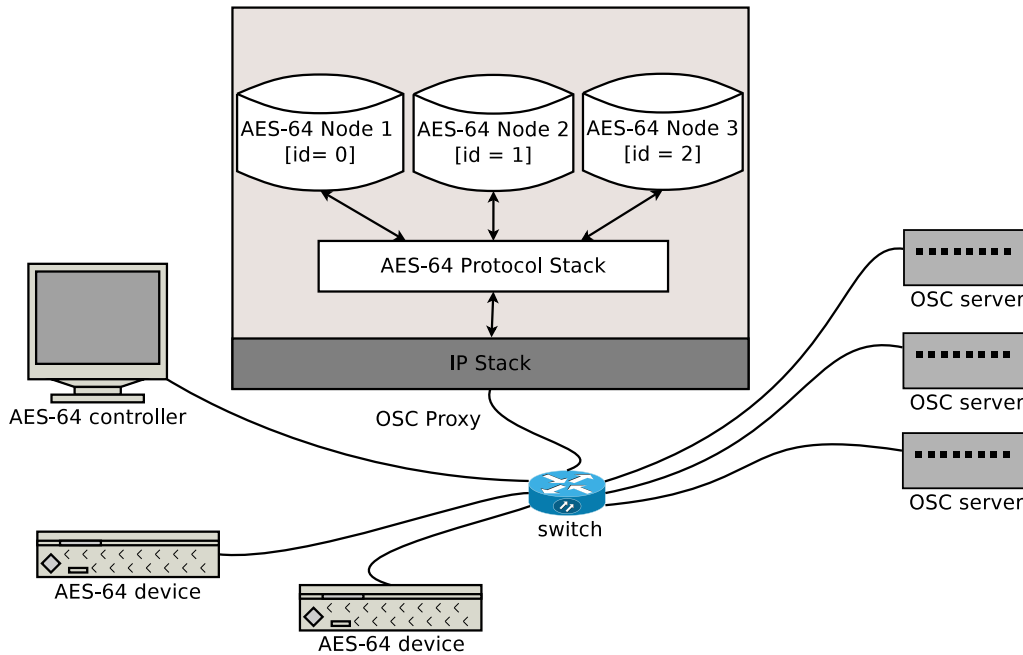 AES-64 Node 1
[id= 0]
AES-64 Node 2
[id = 1]
AES-64 Node 3
[id = 2]
AES-64 Protocol Stack
IP Stack
OSC Proxy
AES-64 controller
OSC server
OSC server
OSC server
switch
AES-64 device
AES-64 device